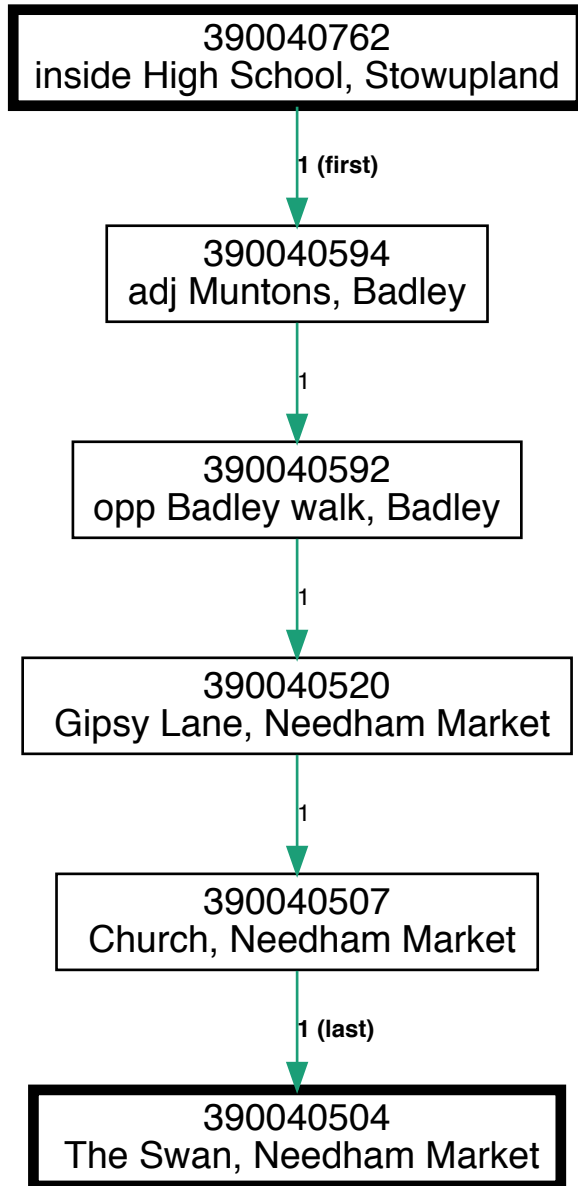 390040762
inside High School, Stowupland
1 (first)
390040594
adj Muntons, Badley
1
390040592
opp Badley walk, Badley
1
390040520
Gipsy Lane, Needham Market
1
390040507
Church, Needham Market
1 (last)
390040504
The Swan, Needham Market